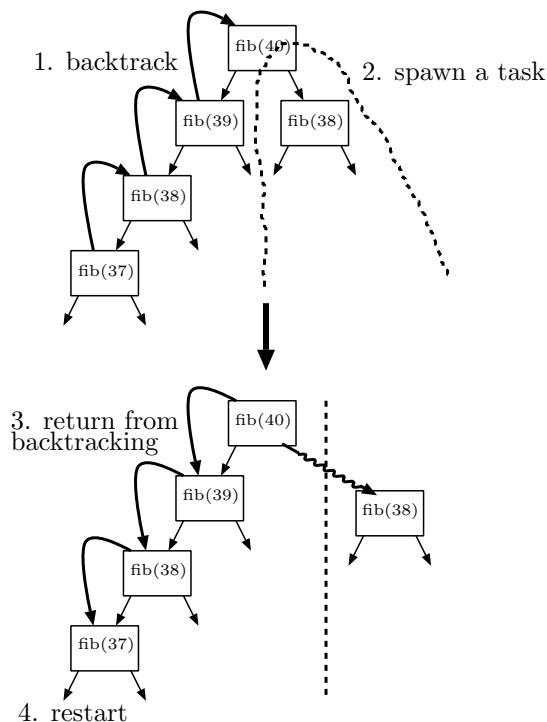 fib(40)
1. backtrack
2. spawn a task
fib(39)
fib(38)
fib(38)
fib(37)
3. return from
backtracking
fib(40)
fib(39)
fib(38)
fib(38)
fib(37)
4. restart